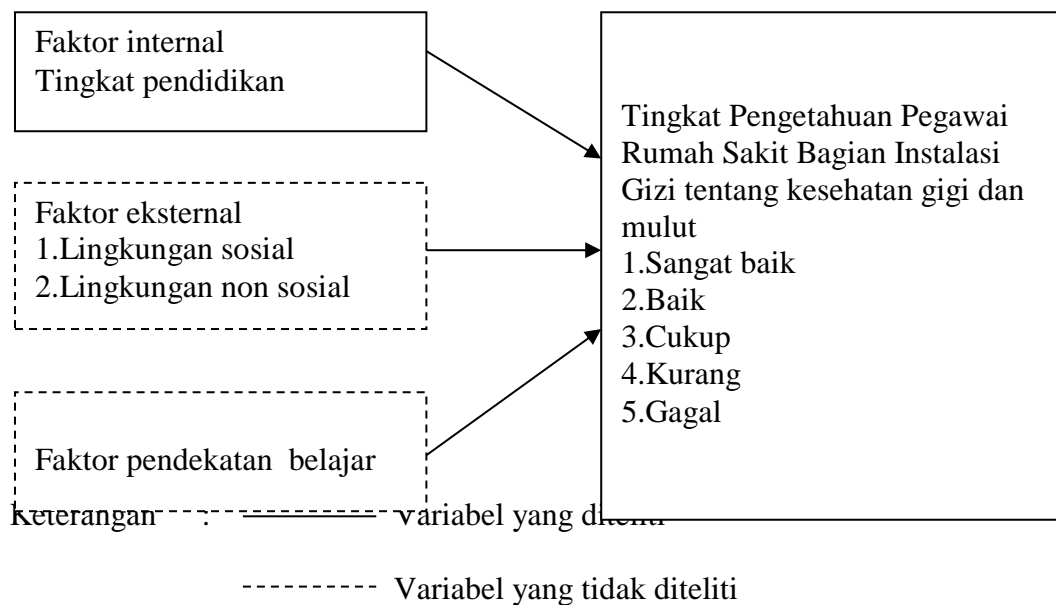 Faktor internal
Tingkat pendidikan
Faktor eksternal
1.Lingkungan sosial
2.Lingkungan non sosial
Faktor pendekatan belajar
Tingkat Pengetahuan Pegawai
Rumah Sakit Bagian Instalasi
Gizi tentang kesehatan gigi dan
mulut
1.Sangat baik
2.Baik
3.Cukup
4.Kurang
5.Gagal
Keterangan : Variabel yang diteliti
Variabel yang tidak diteliti